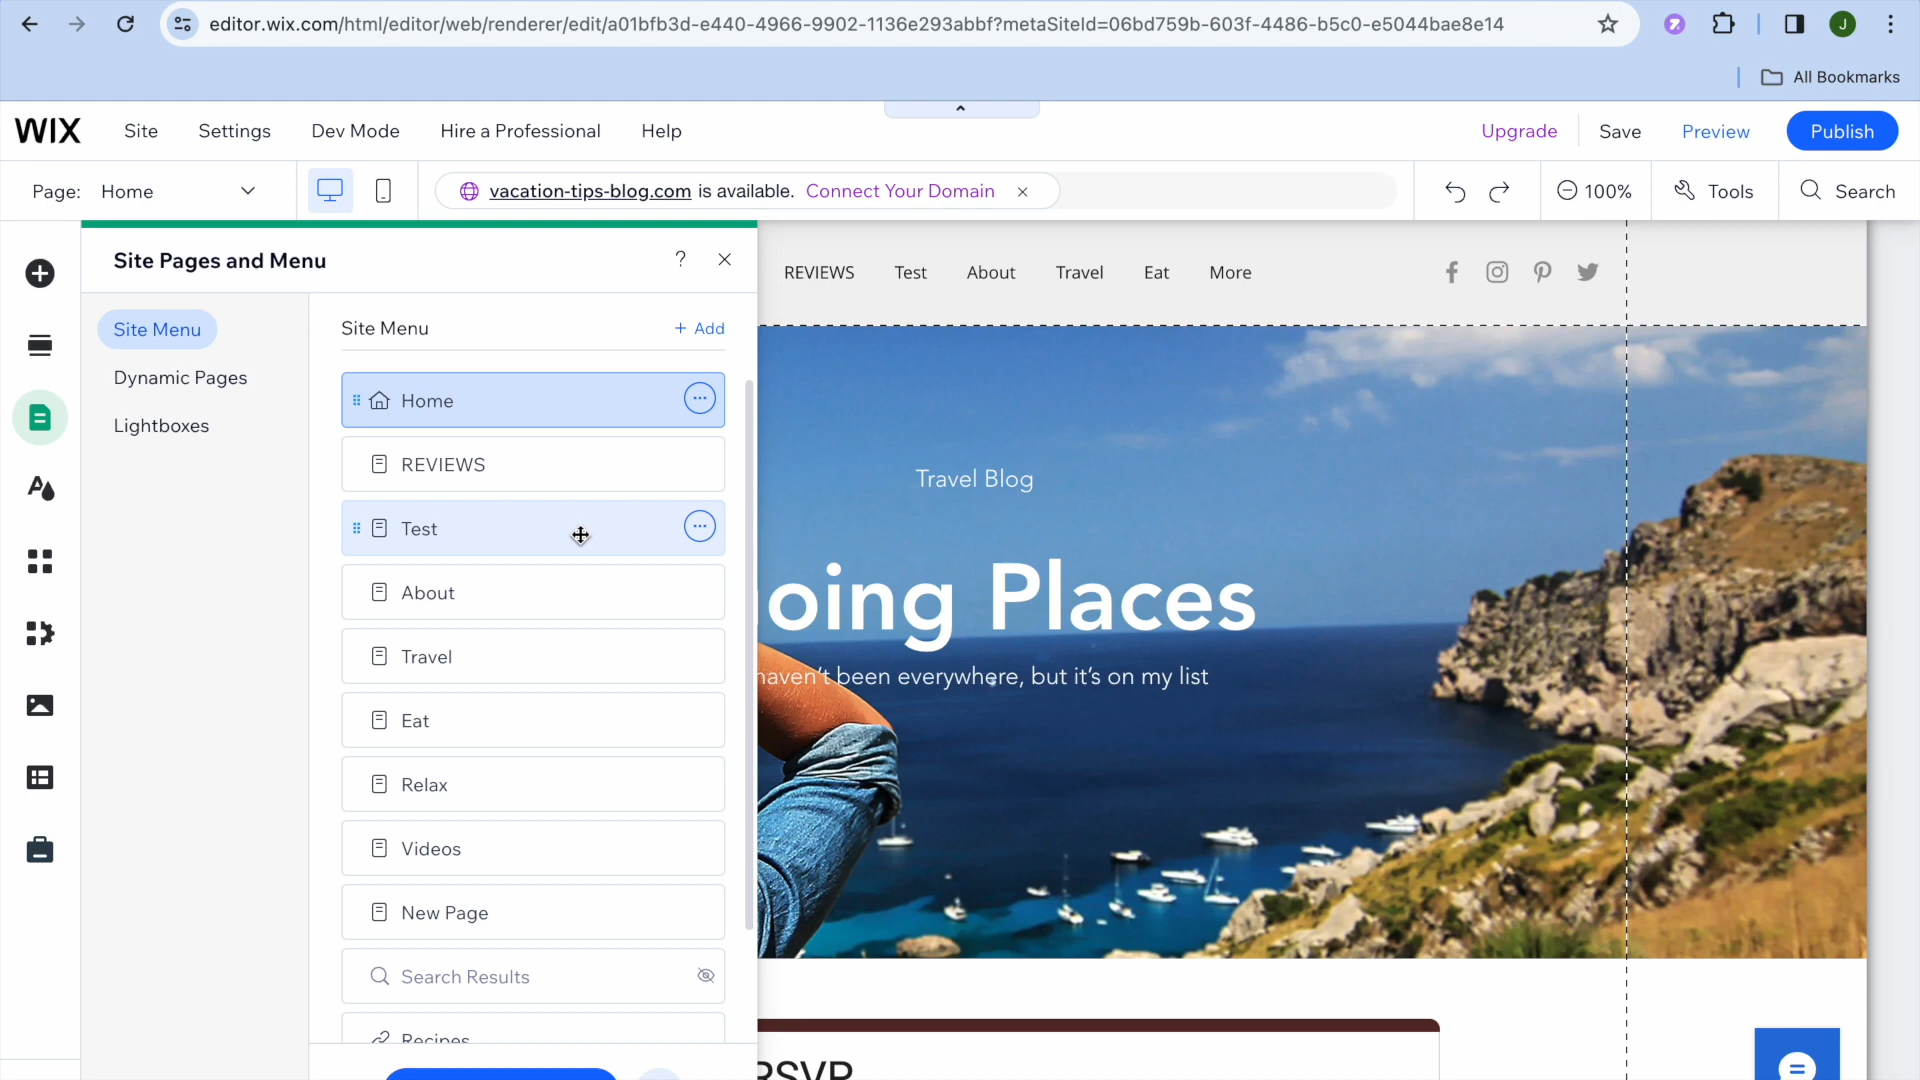 editor.wix.com/html/editor/web/renderer/edit/a01bfb3d-e440-4966-9902-1136e293abbf?metaSiteId=06bd759b-603f-4486-b5c0-e5044bae8e14
J
All Bookmarks
WIX Site Settings Dev Mode Hire a Professional Help Upgrade Save Preview Publish
Page: Home vacation-tips-blog.com is available. Connect Your Domain 100% Tools Search
Site Pages and Menu ?
REVIEWS Test About Travel Eat More
Site Menu
Dynamic Pages
Lightboxes
Site Menu + Add
Home
REVIEWS
Test
About
Travel
Eat
Relax
Videos
New Page
Search Results
Recipes
Travel Blog
oing Places
haven't been everywhere, but it's on my list
RSVP